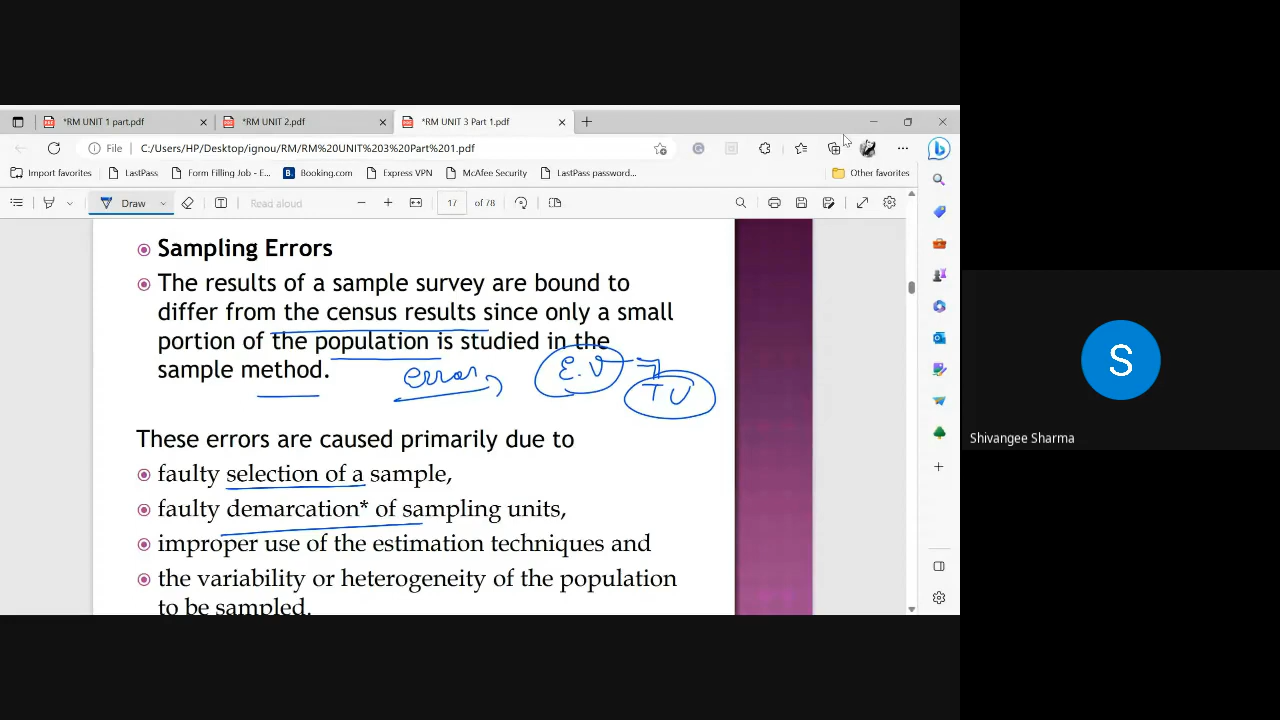 *RM UNIT 1 part.pdf
*RM UNIT 2.pdf
*RM UNIT 3 Part 1.pdf
File
C:/Users/HP/Desktop/ignou/RM/RM%20UNIT%203%20Part%201.pdf
Import favorites
LastPass
Form Filling Job - E...
Booking.com
Express VPN
McAfee Security
LastPass password...
Other favorites
Draw
Read aloud
17
of 78
Sampling Errors
The results of a sample survey are bound to
differ from the census results since only a small
portion of the population is studied in the
sample method.
error
E.V
TV
These errors are caused primarily due to
faulty selection of a sample,
faulty demarcation* of sampling units,
improper use of the estimation techniques and
the variability or heterogeneity of the population
to be sampled.
S
Shivangee Sharma